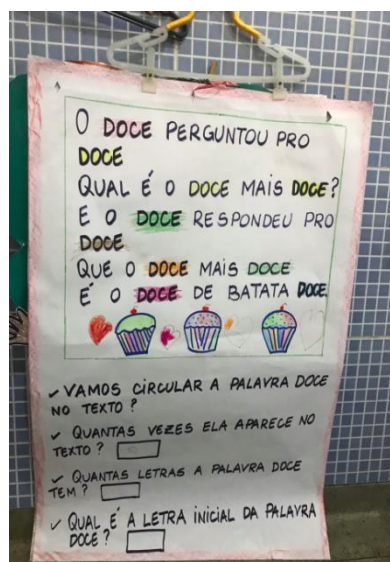 O DOCE PERGUNTOU PRO
DOCE
QUAL É O DOCE MAIS DOCE?
E O DOCE RESPONDEU PRO
DOCE
QUE O DOCE MAIS DOCE
É O DOCE DE BATATA DOCE.
✓ VAMOS CIRCULAR A PALAVRA DOCE
NO TEXTO?
✓ QUANTAS VEZES ELA APARECE NO
TEXTO?
✓ QUANTAS LETRAS A PALAVRA DOCE
TEM?
✓ QUAL É A LETRA INICIAL DA PALAVRA
DOCE?